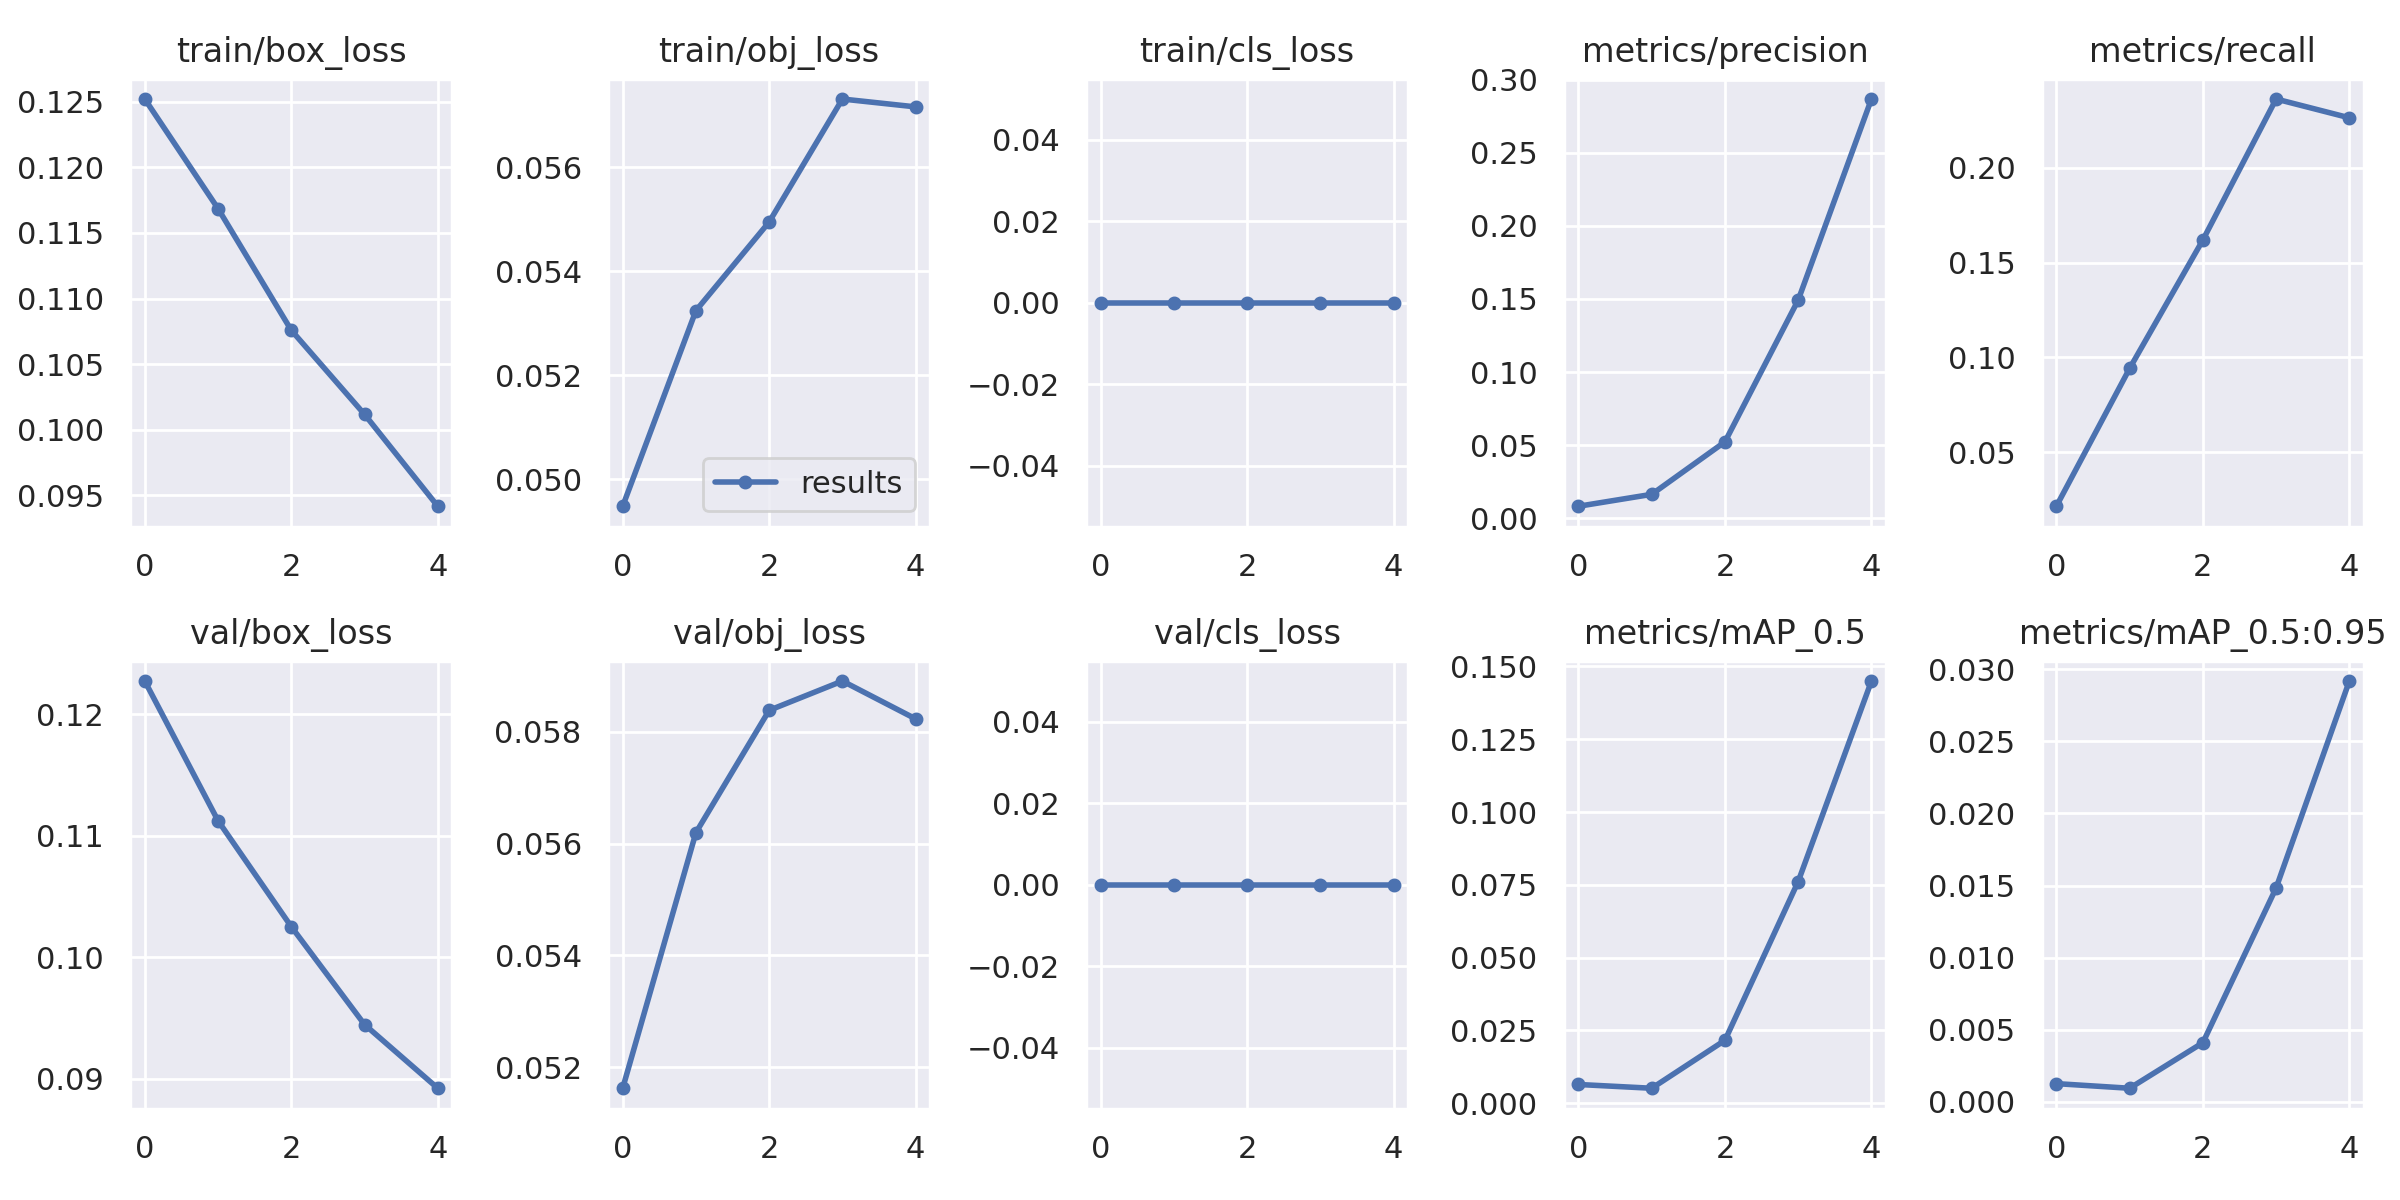 train/box_loss
0.125
0.120
0.115
0.110
0.105
0.100
0.095
0 2 4
train/obj_loss
0.056
0.054
0.052
0.050
results
0 2 4
train/cls_loss
0.04
0.02
0.00
−0.02
−0.04
0 2 4
metrics/precision
0.30
0.25
0.20
0.15
0.10
0.05
0.00
0 2 4
metrics/recall
0.20
0.15
0.10
0.05
0 2 4
val/box_loss
0.12
0.11
0.10
0.09
0 2 4
val/obj_loss
0.058
0.056
0.054
0.052
0 2 4
val/cls_loss
0.04
0.02
0.00
−0.02
−0.04
0 2 4
metrics/mAP_0.5
0.150
0.125
0.100
0.075
0.050
0.025
0.000
0 2 4
metrics/mAP_0.5:0.95
0.030
0.025
0.020
0.015
0.010
0.005
0.000
0 2 4